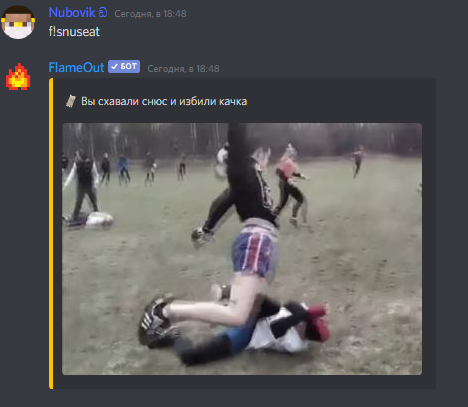 Nubovik Сегодня, в 18:48
f!snuseat
FlameOut ✔ БОТ Сегодня, в 18:48
Вы схавали снюс и избили качка